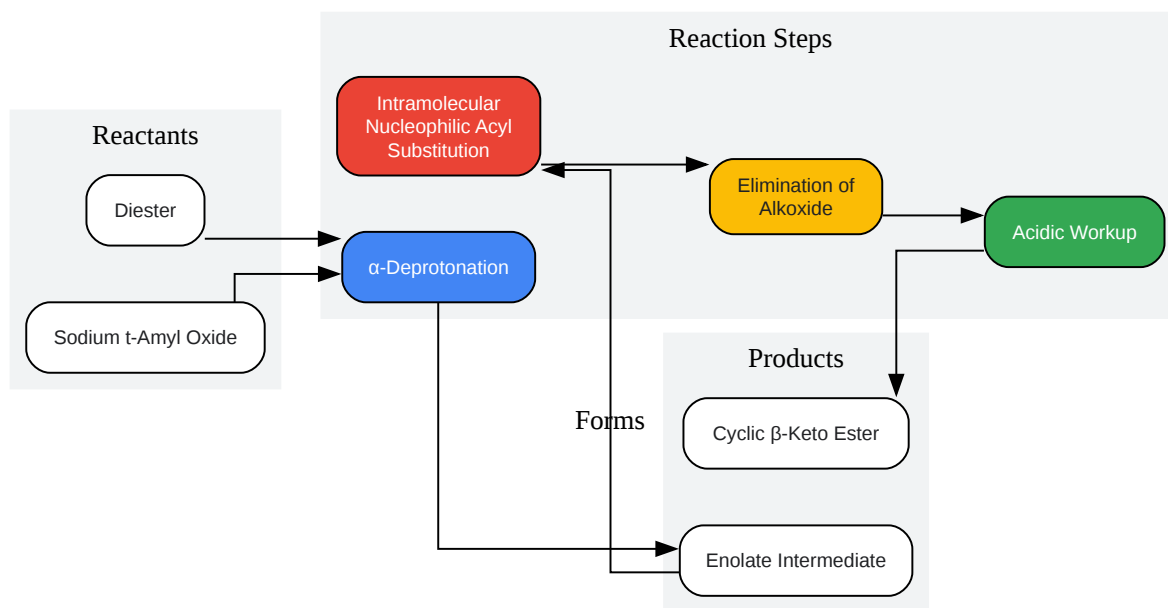 Reaction Steps
Reactants
Intramolecular
Nucleophilic Acyl
Substitution
Diester
Elimination of
Alkoxide
Acidic Workup
α-Deprotonation
Sodium t-Amyl Oxide
Products
Forms
Cyclic β-Keto Ester
Enolate Intermediate